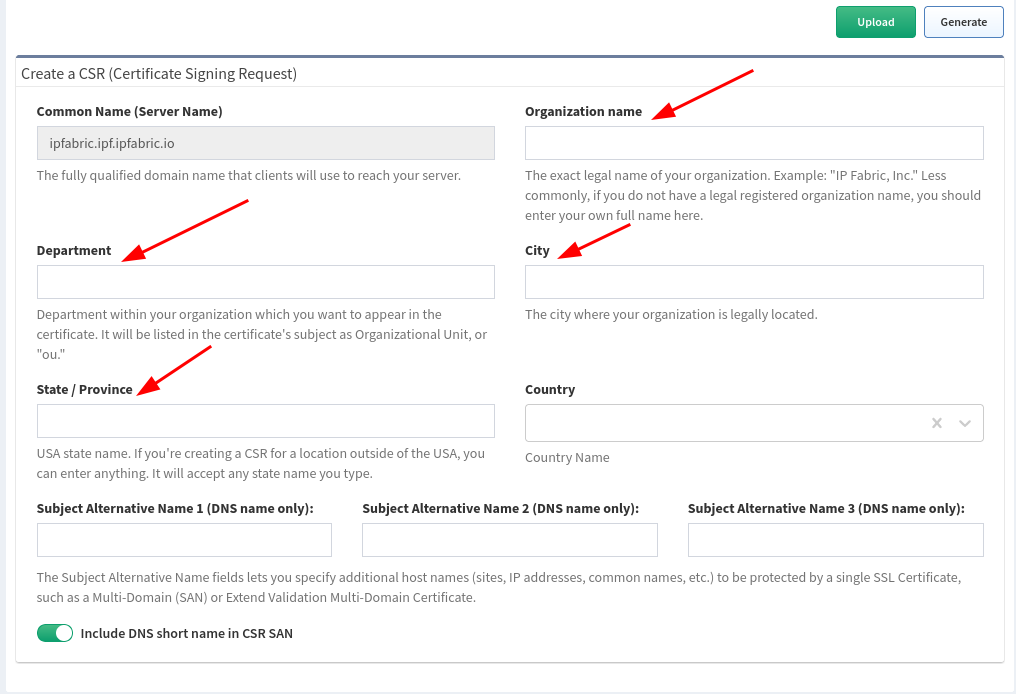 Upload
Generate
Create a CSR (Certificate Signing Request)
Common Name (Server Name)
ipfabric.ipf.ipfabric.io
The fully qualified domain name that clients will use to reach your server.
Organization name
The exact legal name of your organization. Example: "IP Fabric, Inc." Less
commonly, if you do not have a legal registered organization name, you should
enter your own full name here.
Department
Department within your organization which you want to appear in the
certificate. It will be listed in the certificate's subject as Organizational Unit, or
"ou."
City
The city where your organization is legally located.
State / Province
USA state name. If you're creating a CSR for a location outside of the USA, you
can enter anything. It will accept any state name you type.
Country
Country Name
Subject Alternative Name 1 (DNS name only):
Subject Alternative Name 2 (DNS name only):
Subject Alternative Name 3 (DNS name only):
The Subject Alternative Name fields lets you specify additional host names (sites, IP addresses, common names, etc.) to be protected by a single SSL Certificate,
such as a Multi-Domain (SAN) or Extend Validation Multi-Domain Certificate.
Include DNS short name in CSR SAN